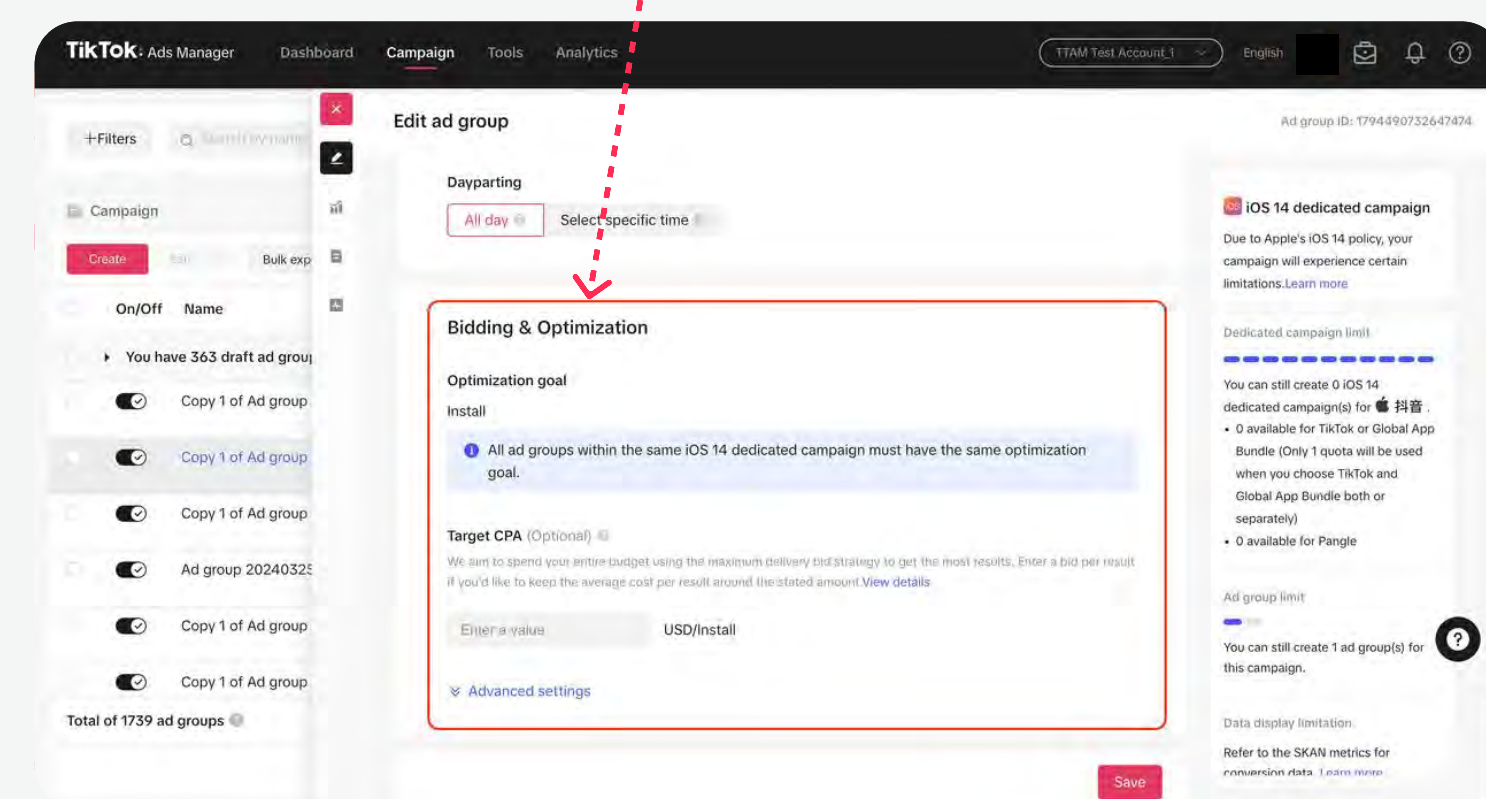 TikTok: Ads Manager
Dashboard
Campaign
Tools
Analytics
TTAM Test Account_1
English
+Filters
Search by name
Campaign
Create
Bulk exp
On/Off
Name
You have 363 draft ad group
Copy 1 of Ad group
Copy 1 of Ad group
Copy 1 of Ad group
Ad group 20240325
Copy 1 of Ad group
Copy 1 of Ad group
Total of 1739 ad groups
Edit ad group
Ad group ID: 1794490732647474
Dayparting
All day
Select specific time
Bidding & Optimization
Optimization goal
Install
All ad groups within the same iOS 14 dedicated campaign must have the same optimization
goal.
Target CPA (Optional)
We aim to spend your entire budget using the maximum delivery bid strategy to get the most results. Enter a bid per result
if you'd like to keep the average cost per result around the stated amount.View details
Enter a value
USD/Install
Advanced settings
Save
iOS 14 dedicated campaign
Due to Apple's iOS 14 policy, your
campaign will experience certain
limitations.Learn more
Dedicated campaign limit
You can still create 0 iOS 14
dedicated campaign(s) for 抖音 .
• 0 available for TikTok or Global App
Bundle (Only 1 quota will be used
when you choose TikTok and
Global App Bundle both or
separately)
• 0 available for Pangle
Ad group limit
You can still create 1 ad group(s) for
this campaign.
Data display limitation
Refer to the SKAN metrics for
conversion data. Learn more